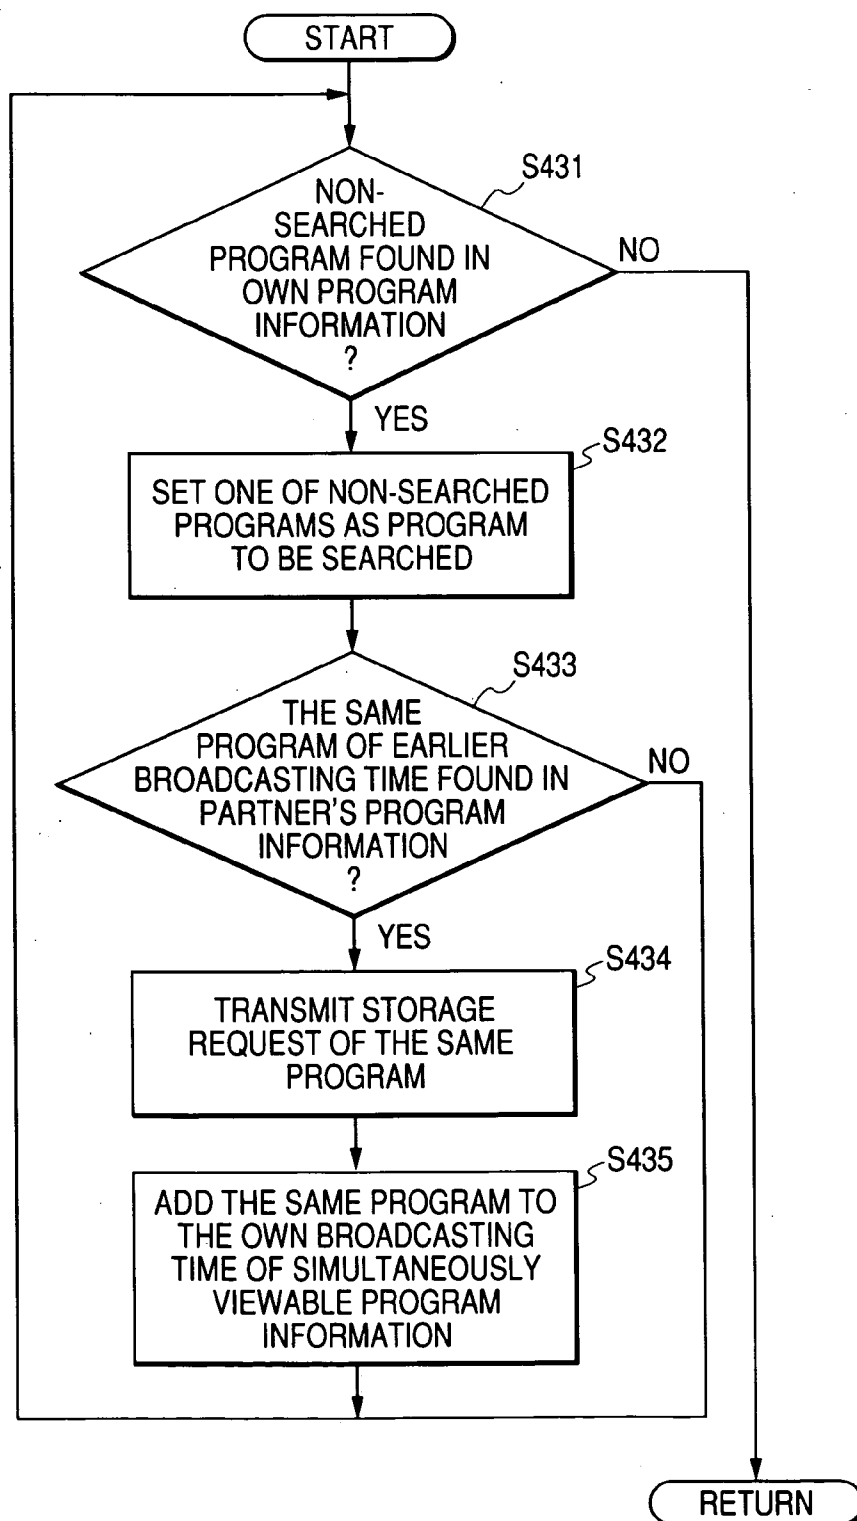 START
S431
NON-
SEARCHED
PROGRAM FOUND IN
OWN PROGRAM
INFORMATION
?
NO
YES
S432
SET ONE OF NON-SEARCHED
PROGRAMS AS PROGRAM
TO BE SEARCHED
S433
THE SAME
PROGRAM OF EARLIER
BROADCASTING TIME FOUND IN
PARTNER'S PROGRAM
INFORMATION
?
NO
YES
S434
TRANSMIT STORAGE
REQUEST OF THE SAME
PROGRAM
S435
ADD THE SAME PROGRAM TO
THE OWN BROADCASTING
TIME OF SIMULTANEOUSLY
VIEWABLE PROGRAM
INFORMATION
RETURN